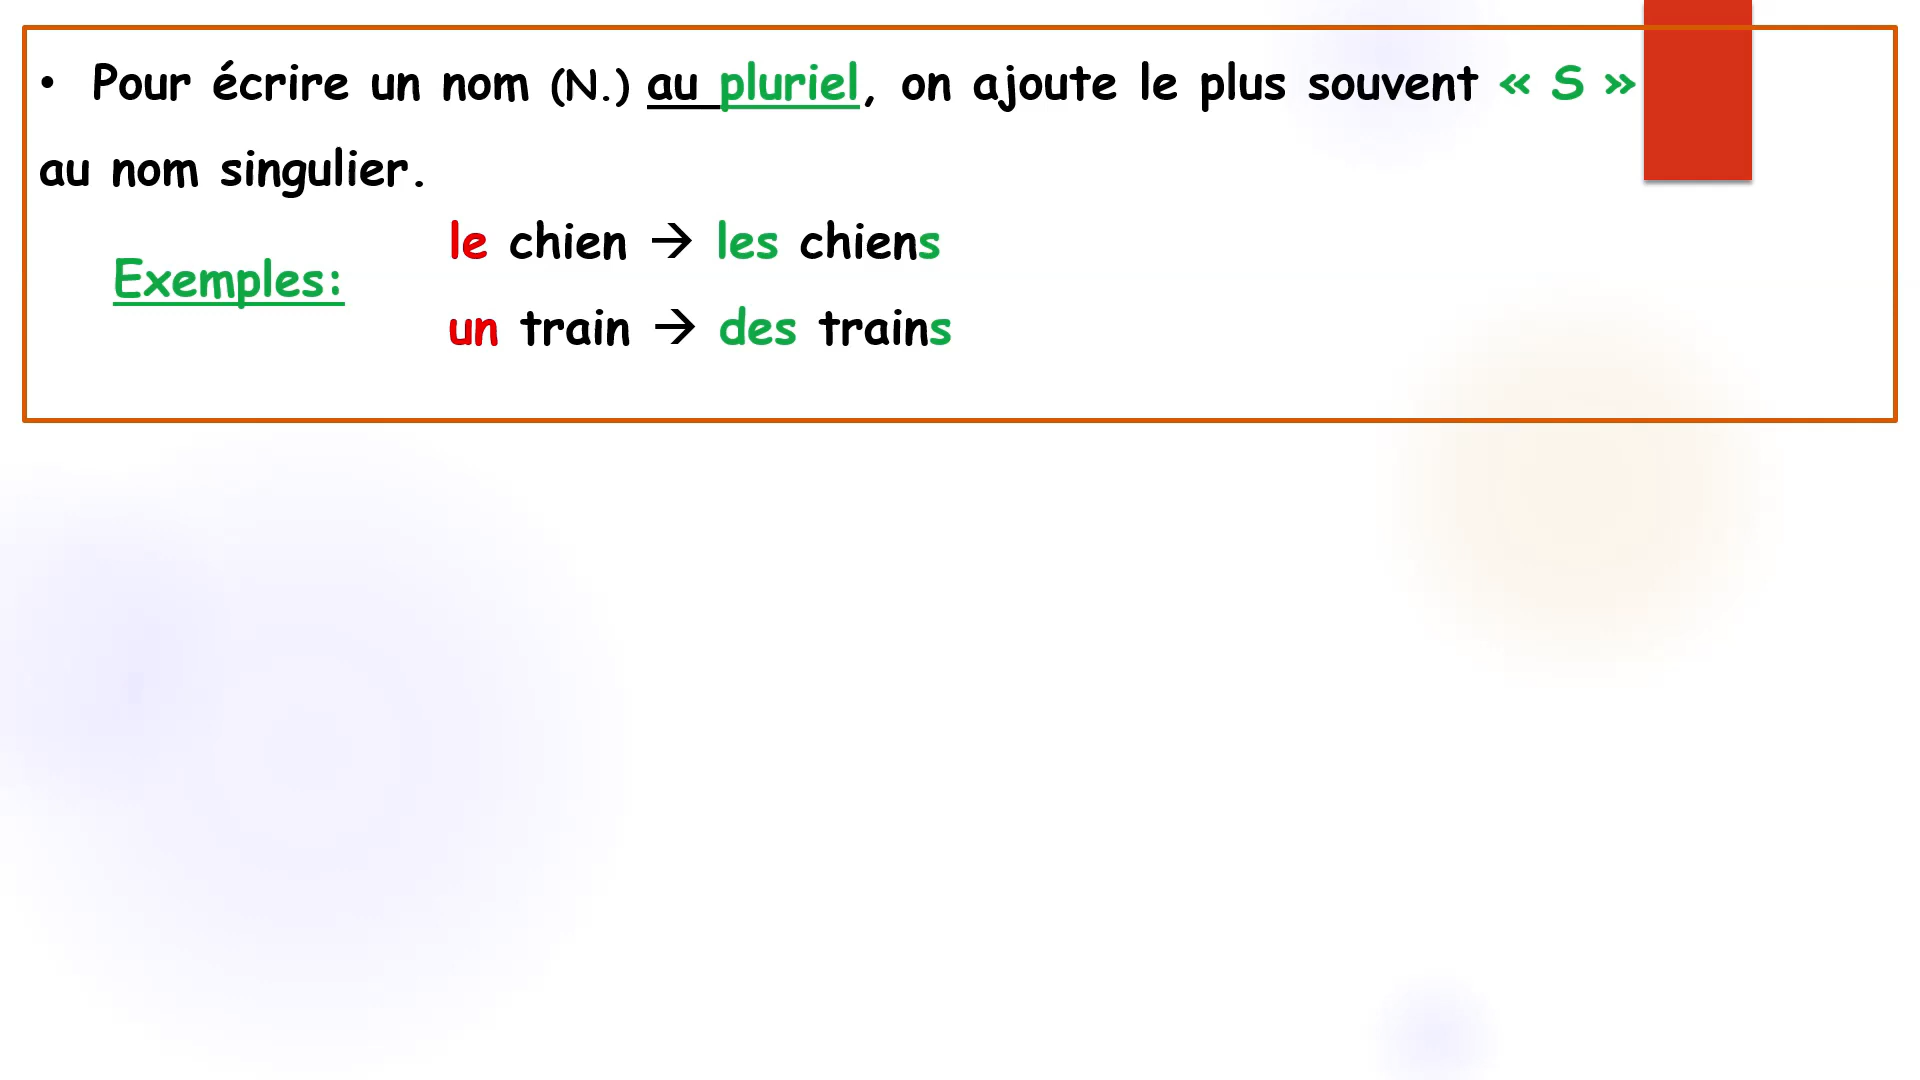 • Pour écrire un nom (N.) au pluriel, on ajoute le plus souvent « S »
au nom singulier.
le chien → les chiens
Exemples:
un train → des trains